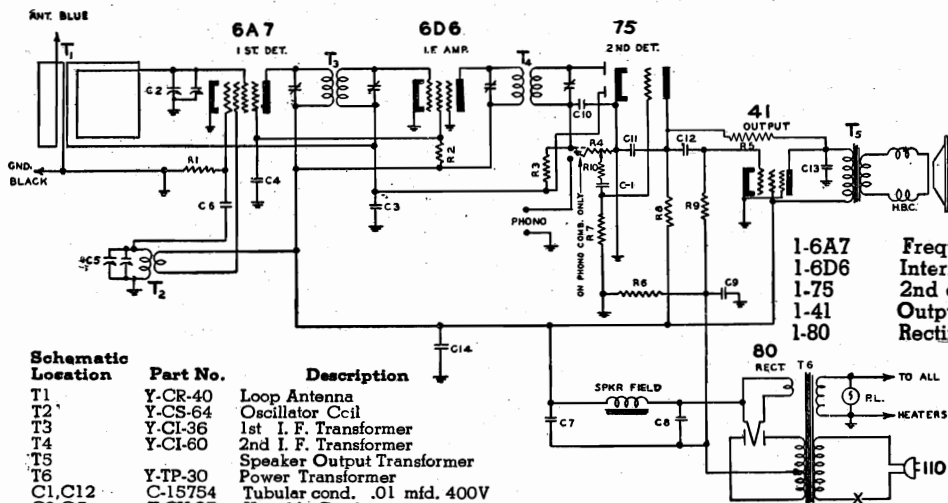 ANT. BLUE
T1
6A7
1ST. DET.
C2
T3
6D6
I.F. AMP.
T4
75
2ND DET.
C10
41
OUTPUT
T5
R5
C13
H.B.C.
GND.
BLACK
R1
C6
C4
R2
C3
R3
R4
R10
C-1
R7
C11
C12
R8
R9
PHONO
ON PHONO COMB. ONLY
R6
C9
C5
T2
C14
C7
SPKR FIELD
C8
80
RECT.
T6
TO ALL
P.L.
HEATERS
110
X
1-6A7 Freq
1-6D6 Inter
1-75 2nd
1-41 Outpu
1-80 Recti
Schematic
Location Part No. Description
T1 Y-CR-40 Loop Antenna
T2 Y-CS-64 Oscillator Coil
T3 Y-CI-36 1st I. F. Transformer
T4 Y-CI-60 2nd I. F. Transformer
T5 Speaker Output Transformer
T6 Y-TP-30 Power Transformer
C1,C12 C-15754 Tubular cond. .01 mfd. 400V